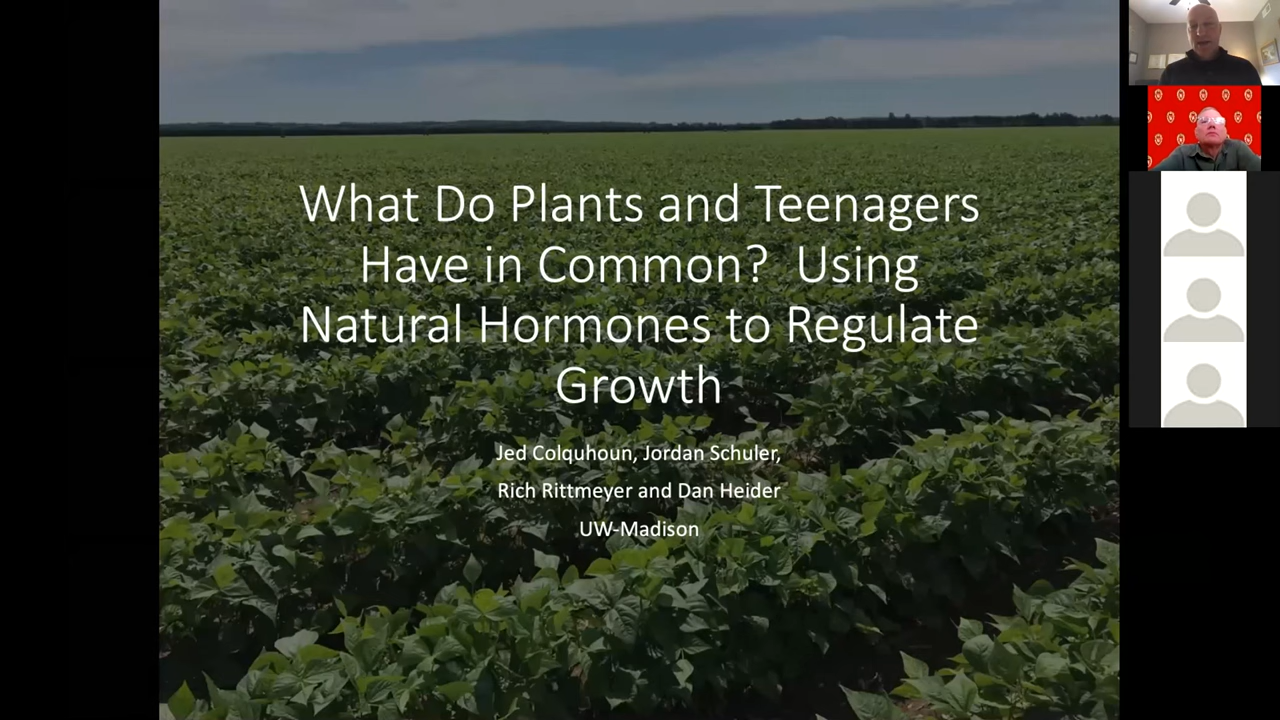 What Do Plants and Teenagers
Have in Common?  Using
Natural Hormones to Regulate
Growth
Jed Colquhoun, Jordan Schuler,
Rich Rittmeyer and Dan Heider
UW-Madison